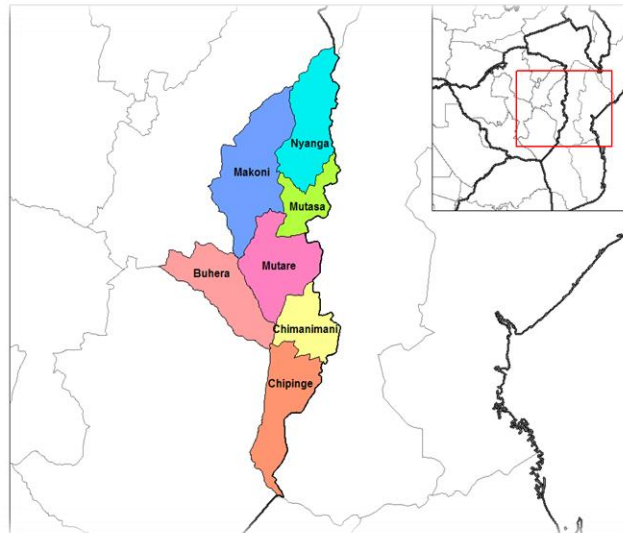 Nyanga
Makoni
Mutasa
Buhera
Mutare
Chimanimani
Chipinge